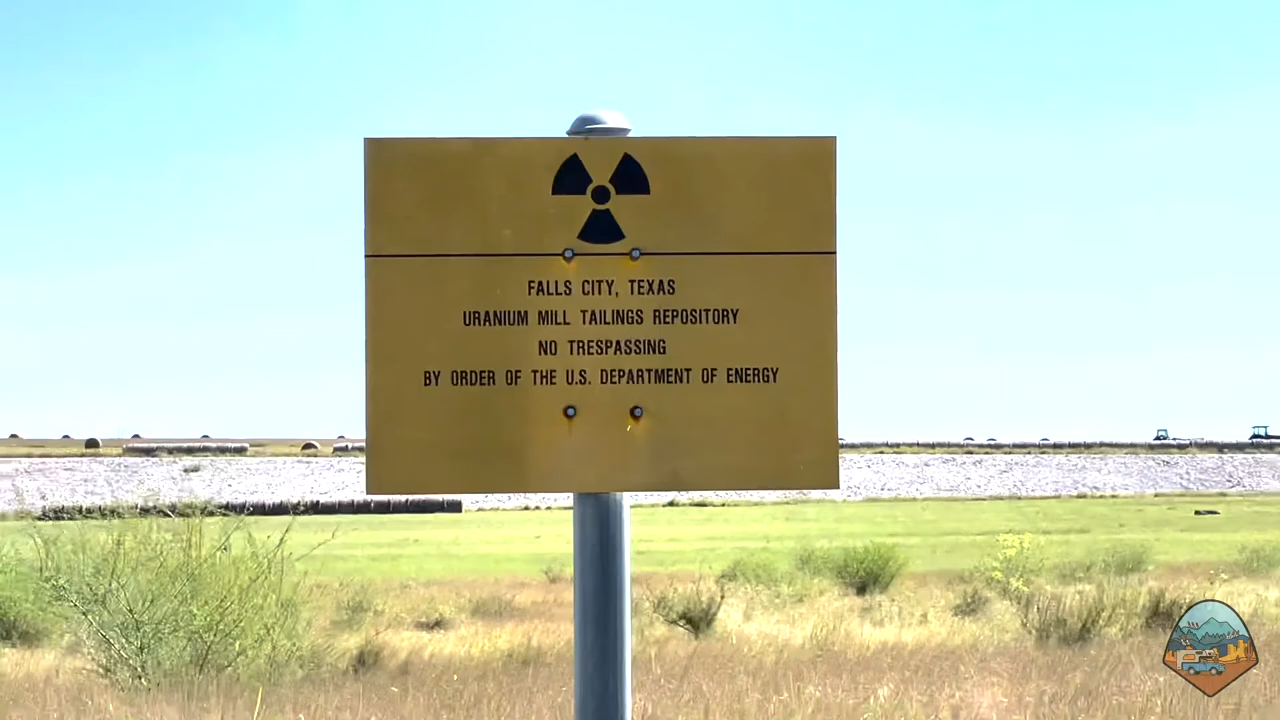 FALLS CITY, TEXAS
URANIUM MILL TAILINGS REPOSITORY
NO TRESPASSING
BY ORDER OF THE U.S. DEPARTMENT OF ENERGY